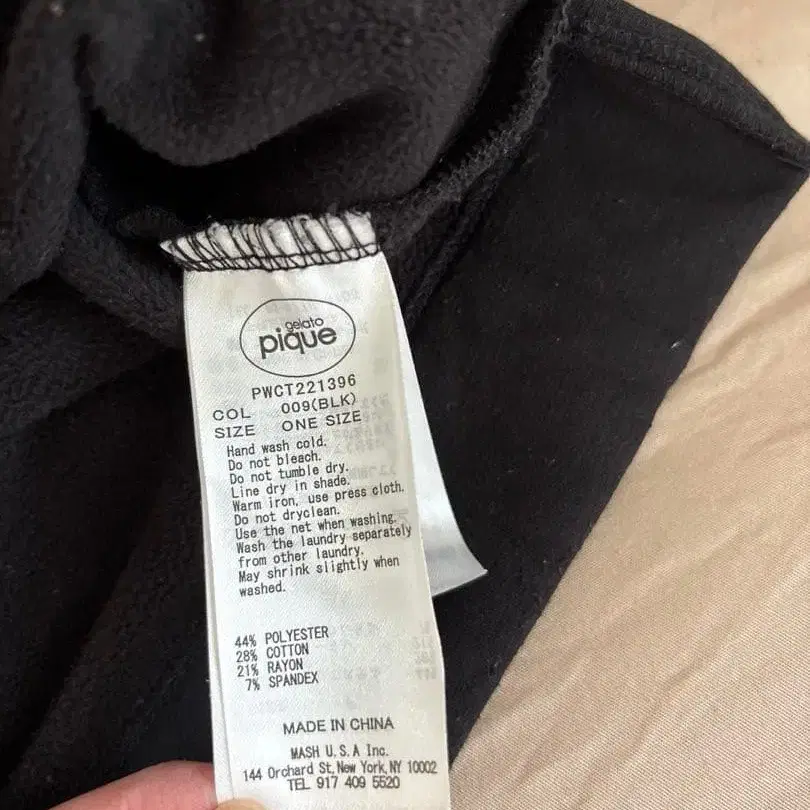 gelato
pique
PWCT221396
COL 009(BLK)
SIZE ONE SIZE
Hand wash cold.
Do not bleach.
Do not tumble dry.
Line dry in shade.
Warm iron, use press cloth.
Do not dryclean.
Use the net when washing.
Wash the laundry separately
from other laundry.
May shrink slightly when
washed.
44% POLYESTER
28% COTTON
21% RAYON
7% SPANDEX
MADE IN CHINA
MASH U.S.A Inc.
144 Orchard St, New York, NY 10002
TEL 917 409 5520